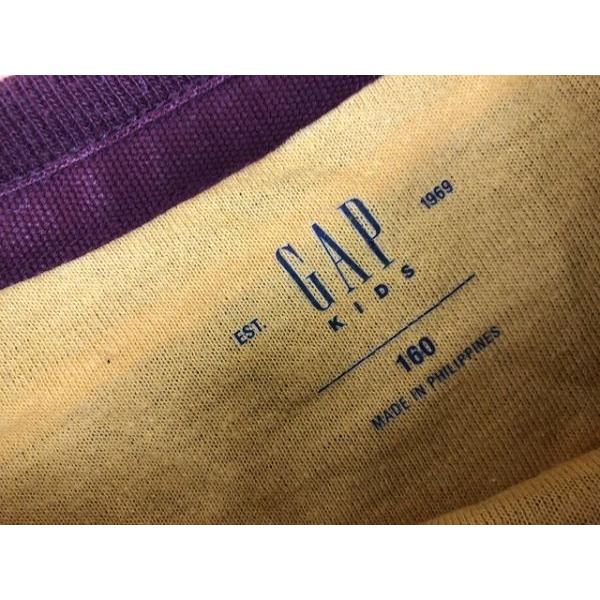 GAP
KIDS
EST. 1969
160
MADE IN PHILIPPINES